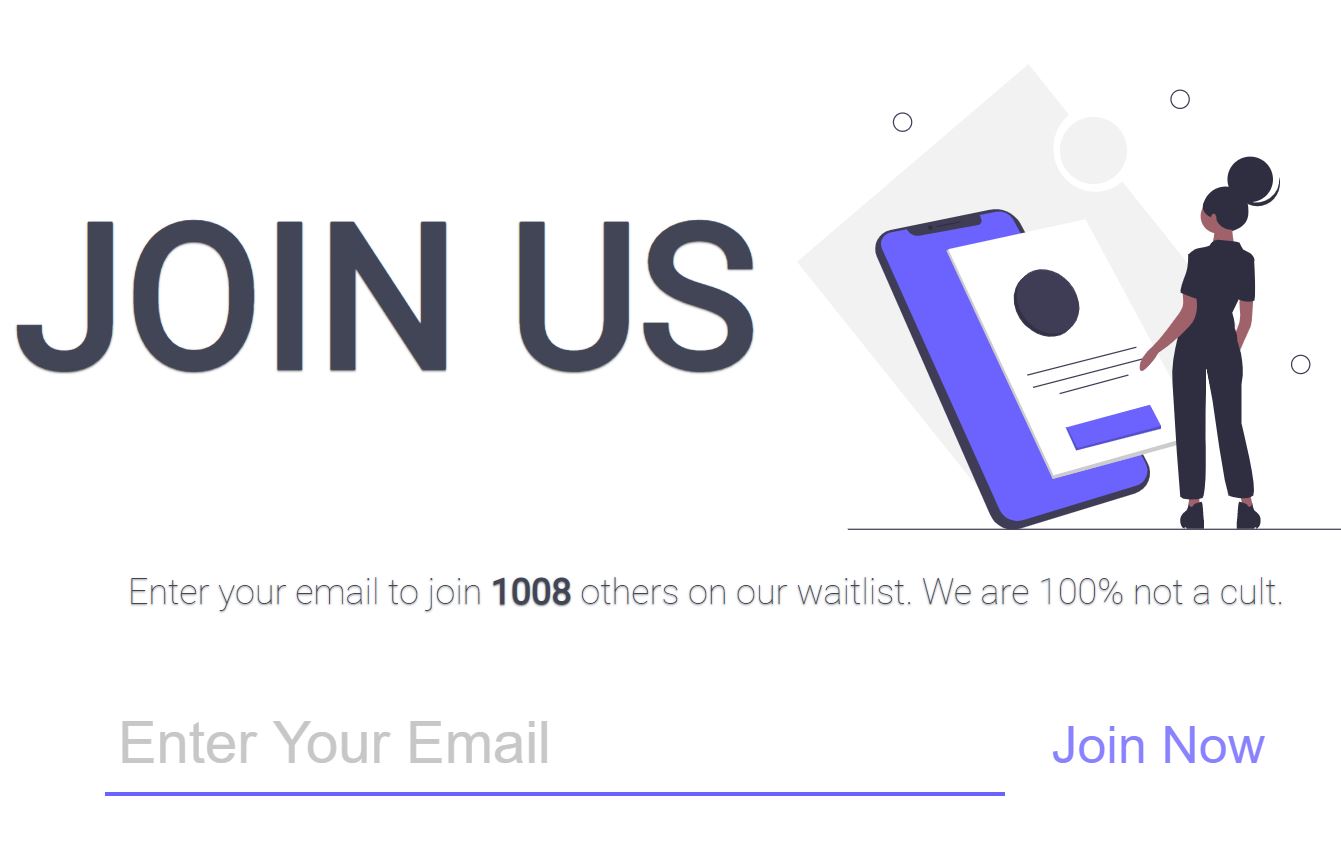 JOIN US
Enter your email to join 1008 others on our waitlist. We are 100% not a cult.
Enter Your Email
Join Now